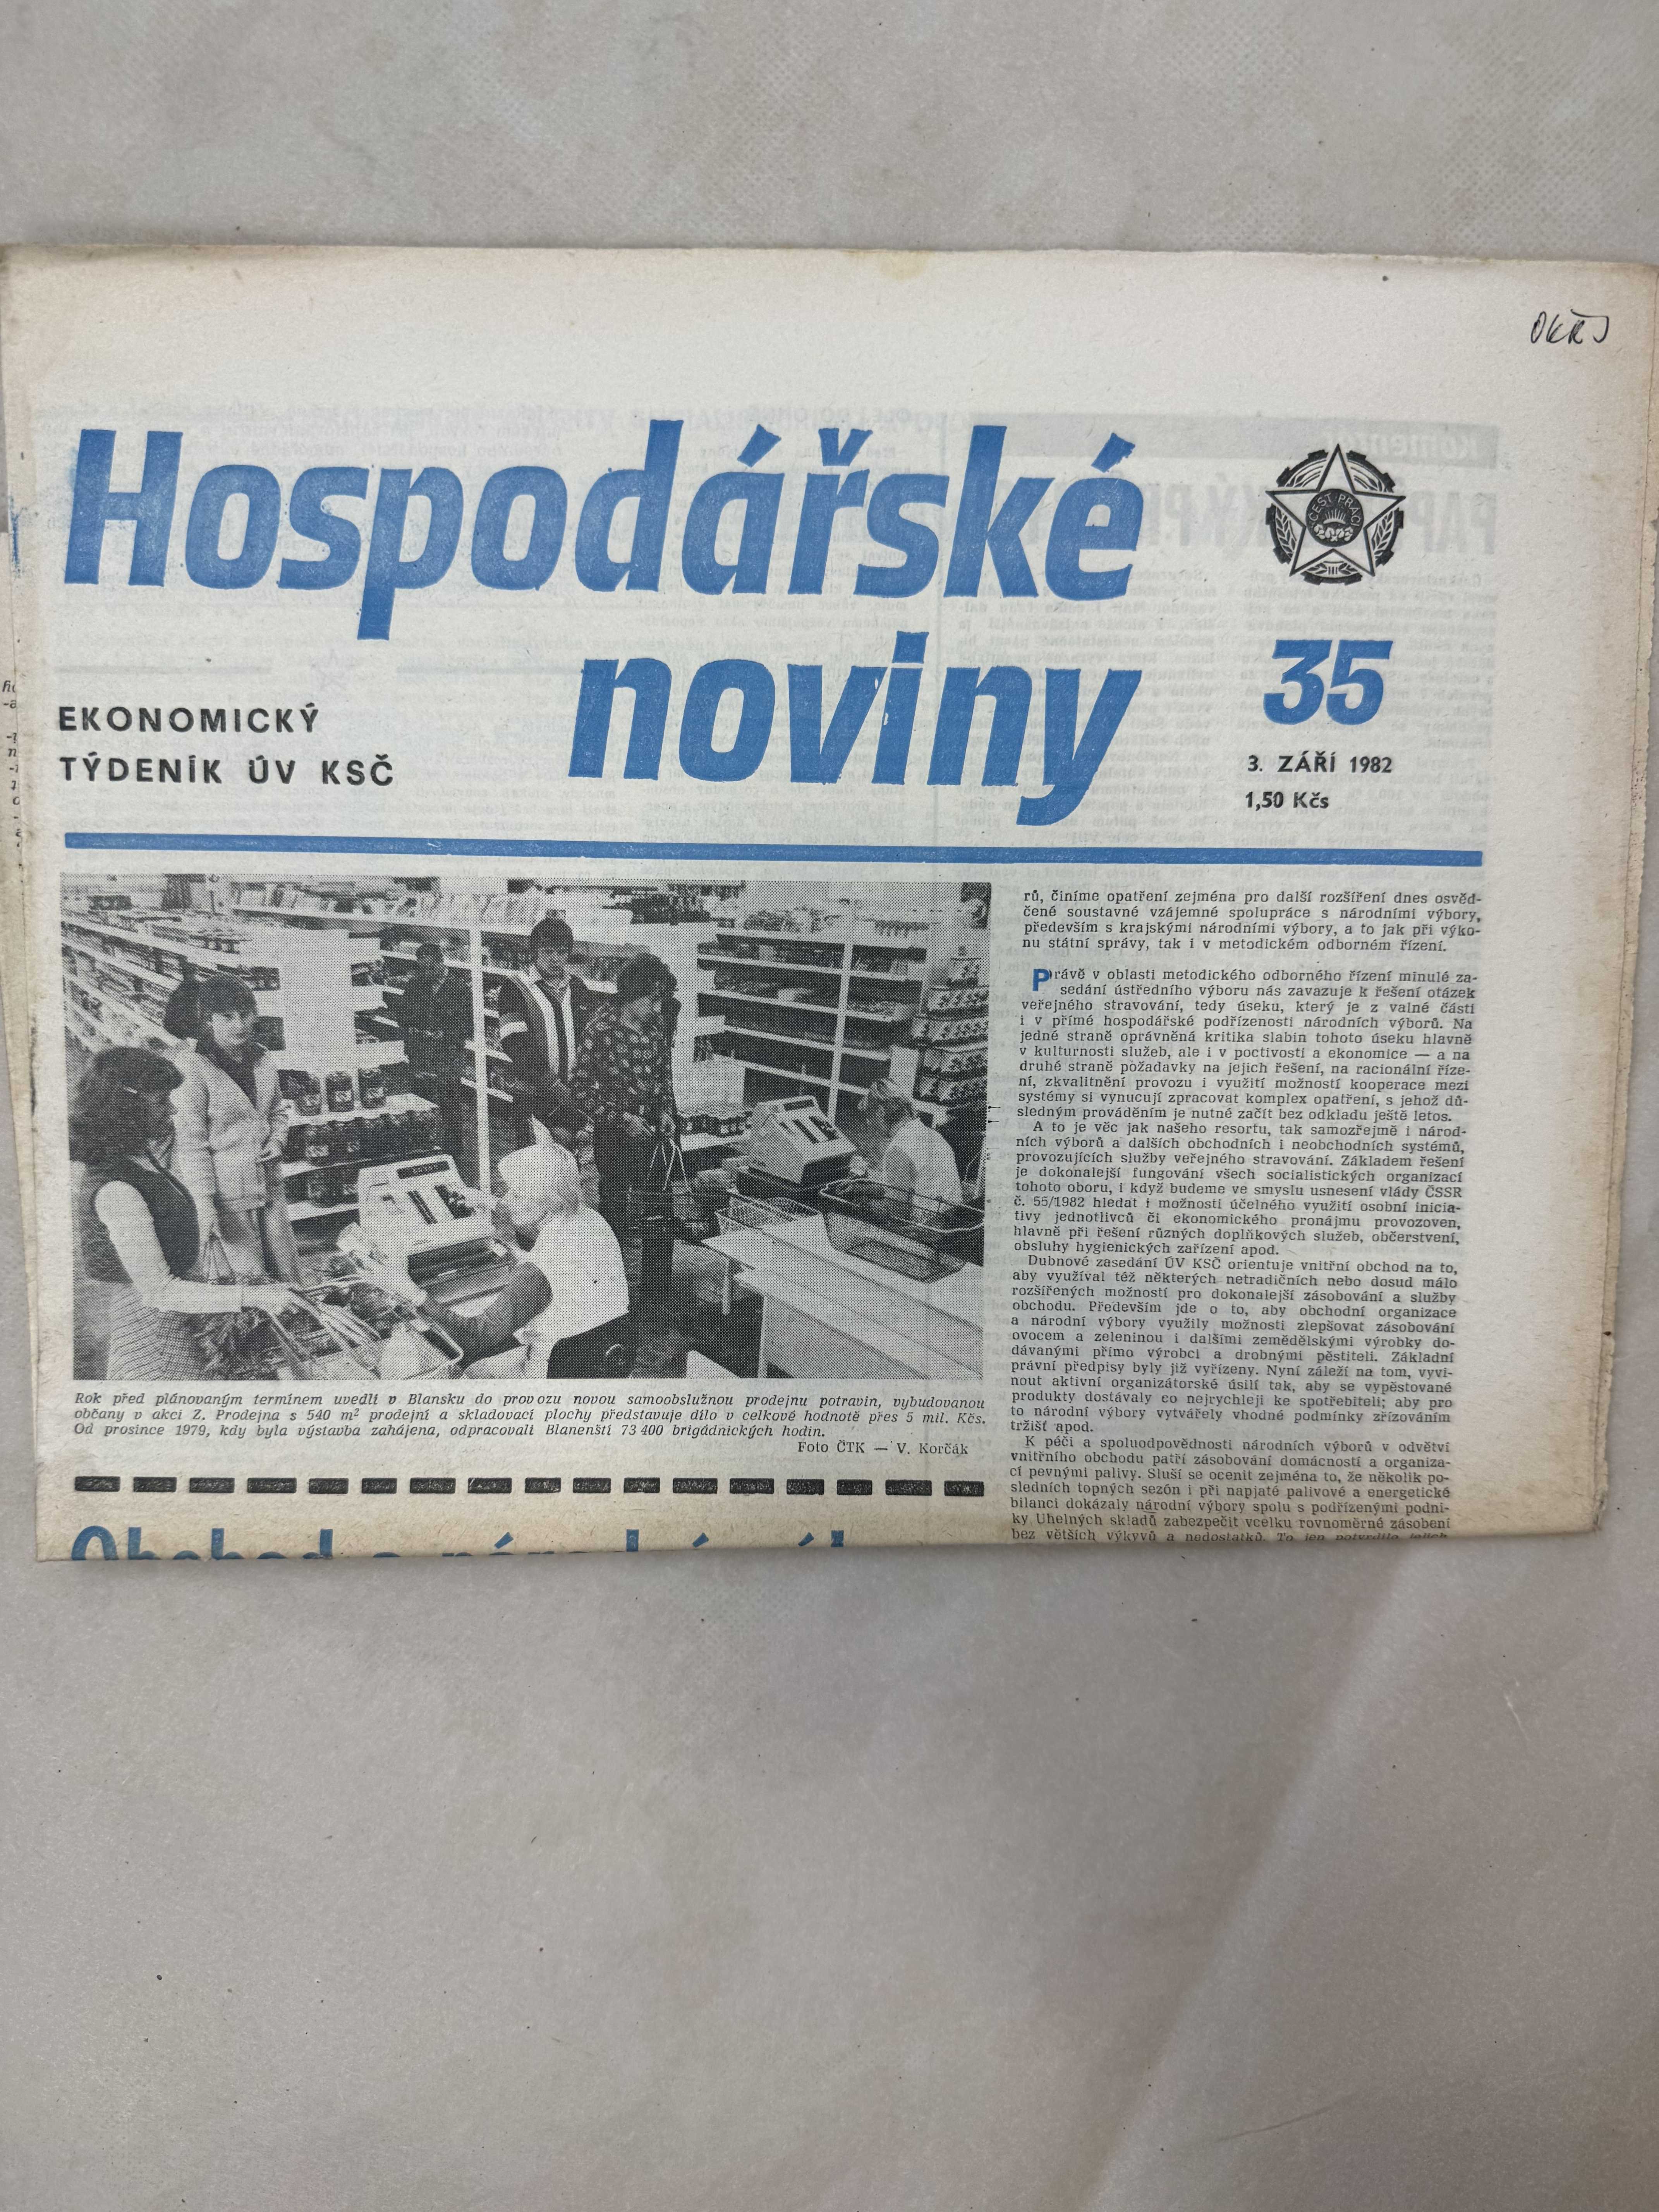 Hospodářské
noviny
EKONOMICKÝ
TÝDENÍK ÚV KSČ
ČEST PRÁCI
35
3. ZÁŘÍ 1982
1,50 Kčs
Rok před plánovaným termínem uvedli v Blansku do provozu novou samoobslužnou prodejnu potravin, vybudovanou
občany v akci Z. Prodejna s 540 m² prodejní a skladovací plochy představuje dílo v celkové hodnotě přes 5 mil. Kčs.
Od prosince 1979, kdy byla výstavba zahájena, odpracovali Blanenští 73 400 brigádnických hodin.
Foto ČTK — V. Korčák
rů, činíme opatření zejména pro další rozšíření dnes osvěd-
čené soustavné vzájemné spolupráce s národními výbory,
především s krajskými národními výbory, a to jak při výko-
nu státní správy, tak i v metodickém odborném řízení.
Právě v oblasti metodického odborného řízení minulé za-
sedání ústředního výboru nás zavazuje k řešení otázek
veřejného stravování, tedy úseku, který je z valné části
i v přímé hospodářské podřízenosti národních výborů. Na
jedné straně oprávněná kritika slabin tohoto úseku hlavně
v kulturnosti služeb, ale i v poctivosti a ekonomice — a na
druhé straně požadavky na jejich řešení, na racionální říze-
ní, zkvalitnění provozu i využití možností kooperace mezi
systémy si vynucují zpracovat komplex opatření, s jehož dů-
sledným prováděním je nutné začít bez odkladu ještě letos.
A to je věc jak našeho resortu, tak samozřejmě i národ-
ních výborů a dalších obchodních i neobchodních systémů,
provozujících služby veřejného stravování. Základem řešení
je dokonalejší fungování všech socialistických organizací
tohoto oboru, i když budeme ve smyslu usnesení vlády ČSSR
č. 55/1982 hledat i možnosti účelného využití osobní inicia-
tivy jednotlivců či ekonomického pronájmu provozoven,
hlavně při řešení různých doplňkových služeb, občerstvení,
obsluhy hygienických zařízení apod.
Dubnové zasedání ÚV KSČ orientuje vnitřní obchod na to,
aby využíval též některých netradičních nebo dosud málo
rozšířených možností pro dokonalejší zásobování a služby
obchodu. Především jde o to, aby obchodní organizace
a národní výbory využily možnosti zlepšovat zásobování
ovocem a zeleninou i dalšími zemědělskými výrobky do-
dávanými přímo výrobci a drobnými pěstiteli. Základní
právní předpisy byly již vyřízeny. Nyní záleží na tom, vyvi-
nout aktivní organizátorské úsilí tak, aby se vypěstované
produkty dostávaly co nejrychleji ke spotřebiteli; aby pro
to národní výbory vytvářely vhodné podmínky zřizováním
tržišť apod.
K péči a spoluodpovědnosti národních výborů v odvětví
vnitřního obchodu patří zásobování domácností a organiza-
cí pevnými palivy. Sluší se ocenit zejména to, že několik po-
sledních topných sezón i při napjaté palivové a energetické
bilanci dokázaly národní výbory spolu s podřízenými podni-
ky Uhelných skladů zabezpečit vcelku rovnoměrné zásobení
bez větších výkyvů a nedostatků. To jen potvrdilo jejich